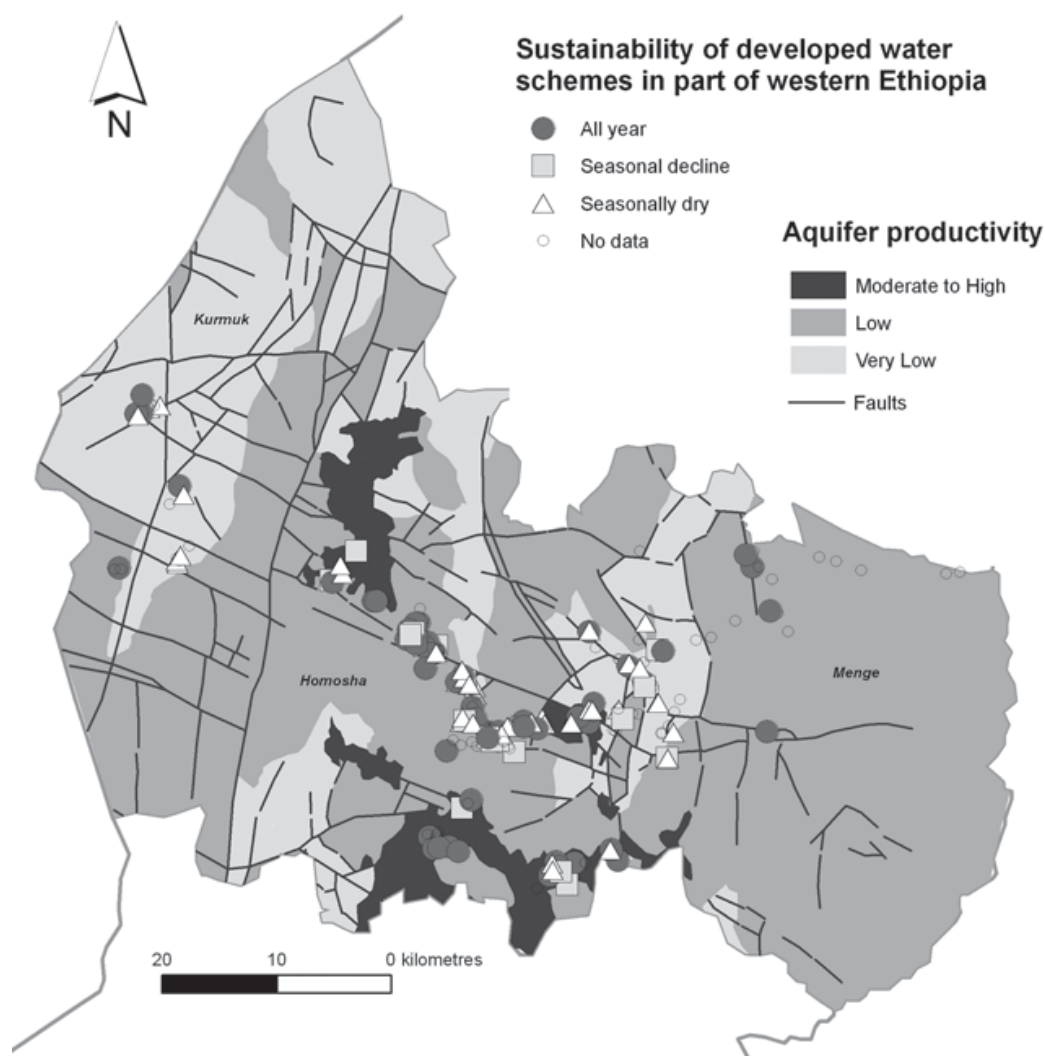 Sustainability of developed water
schemes in part of western Ethiopia
All year
Seasonal decline
Seasonally dry
No data
Aquifer productivity
Moderate to High
Low
Very Low
Faults
N
Kurmuk
Homosha
Menge
20 10 0 kilometres